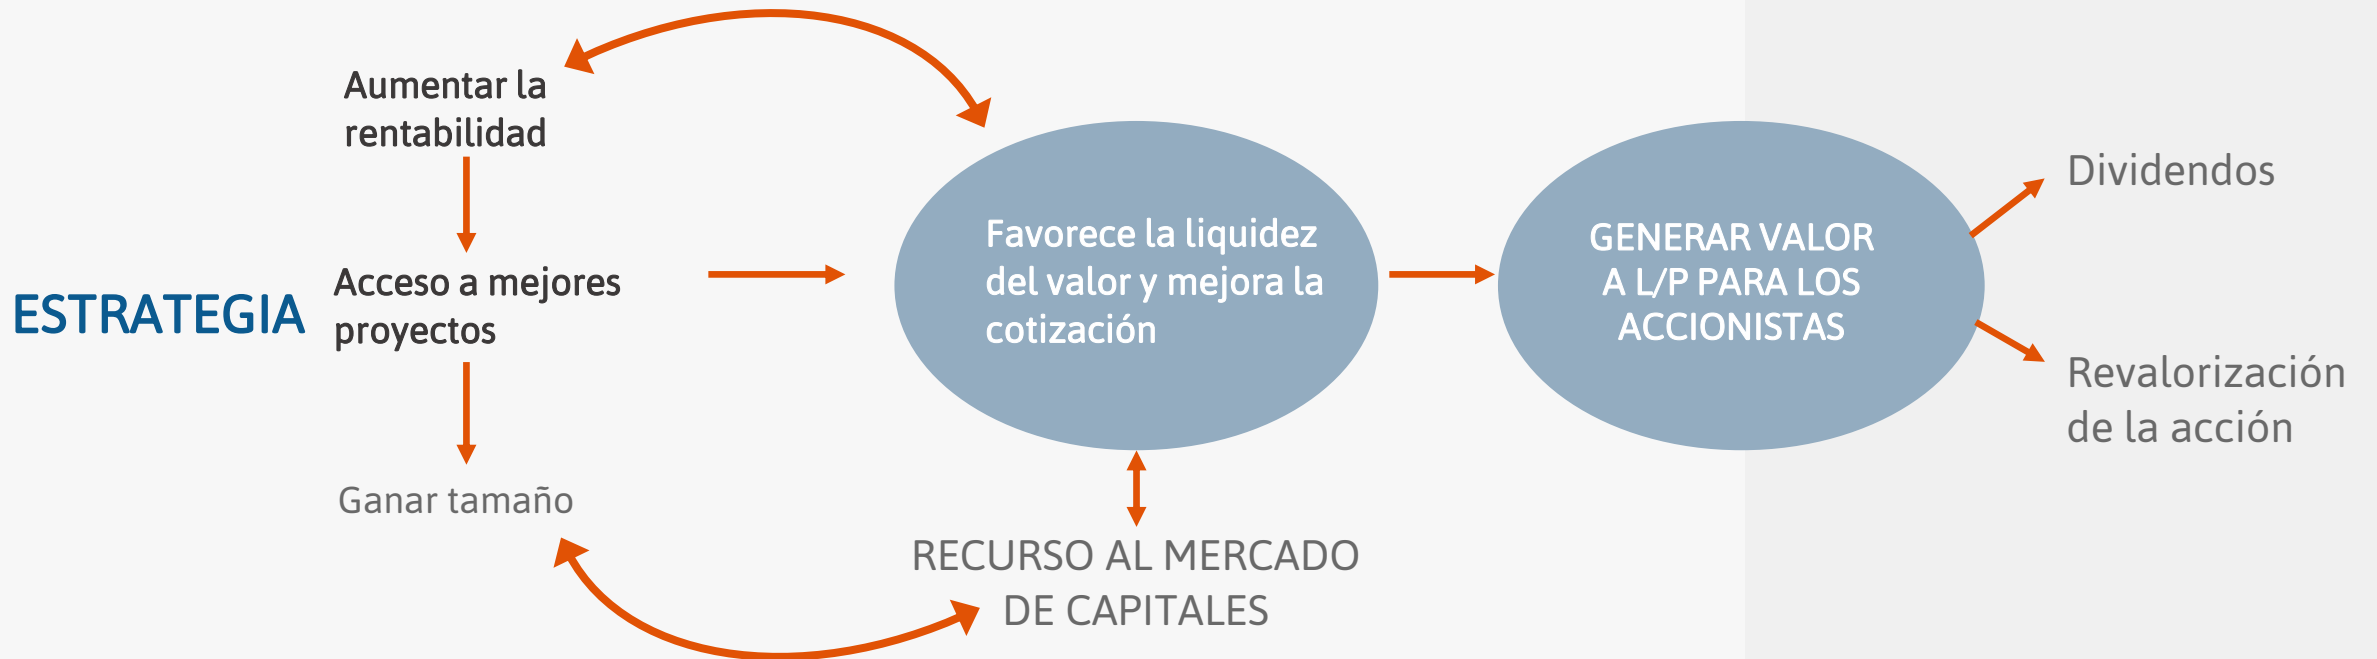 Aumentar la
rentabilidad
ESTRATEGIA
Acceso a mejores
proyectos
Ganar tamaño
Favorece la liquidez
del valor y mejora la
cotización
RECURSO AL MERCADO
DE CAPITALES
GENERAR VALOR
A L/P PARA LOS
ACCIONISTAS
Dividendos
Revalorización
de la acción